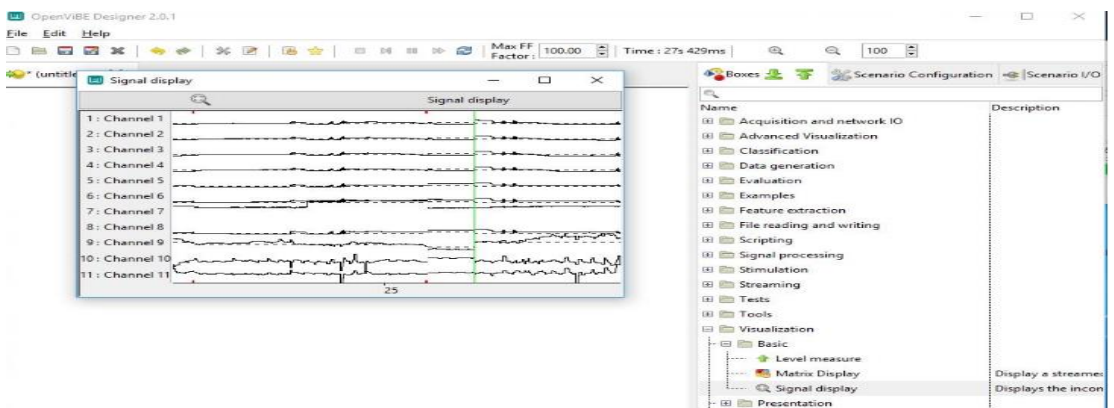 OpenViBE Designer 2.0.1
File Edit Help
Max FF Factor: 100.00 Time : 27s 429ms 100
* (untitle
Signal display
Signal display
1 : Channel 1
2 : Channel 2
3 : Channel 3
4 : Channel 4
5 : Channel 5
6 : Channel 6
7 : Channel 7
8 : Channel 8
9 : Channel 9
10 : Channel 10
11 : Channel 11
25
Boxes Scenario Configuration Scenario I/O
Name Description
Acquisition and network IO
Advanced Visualization
Classification
Data generation
Evaluation
Examples
Feature extraction
File reading and writing
Scripting
Signal processing
Stimulation
Streaming
Tests
Tools
Visualization
Basic
Level measure
Matrix Display Display a streame
Signal display Displays the incon
Presentation